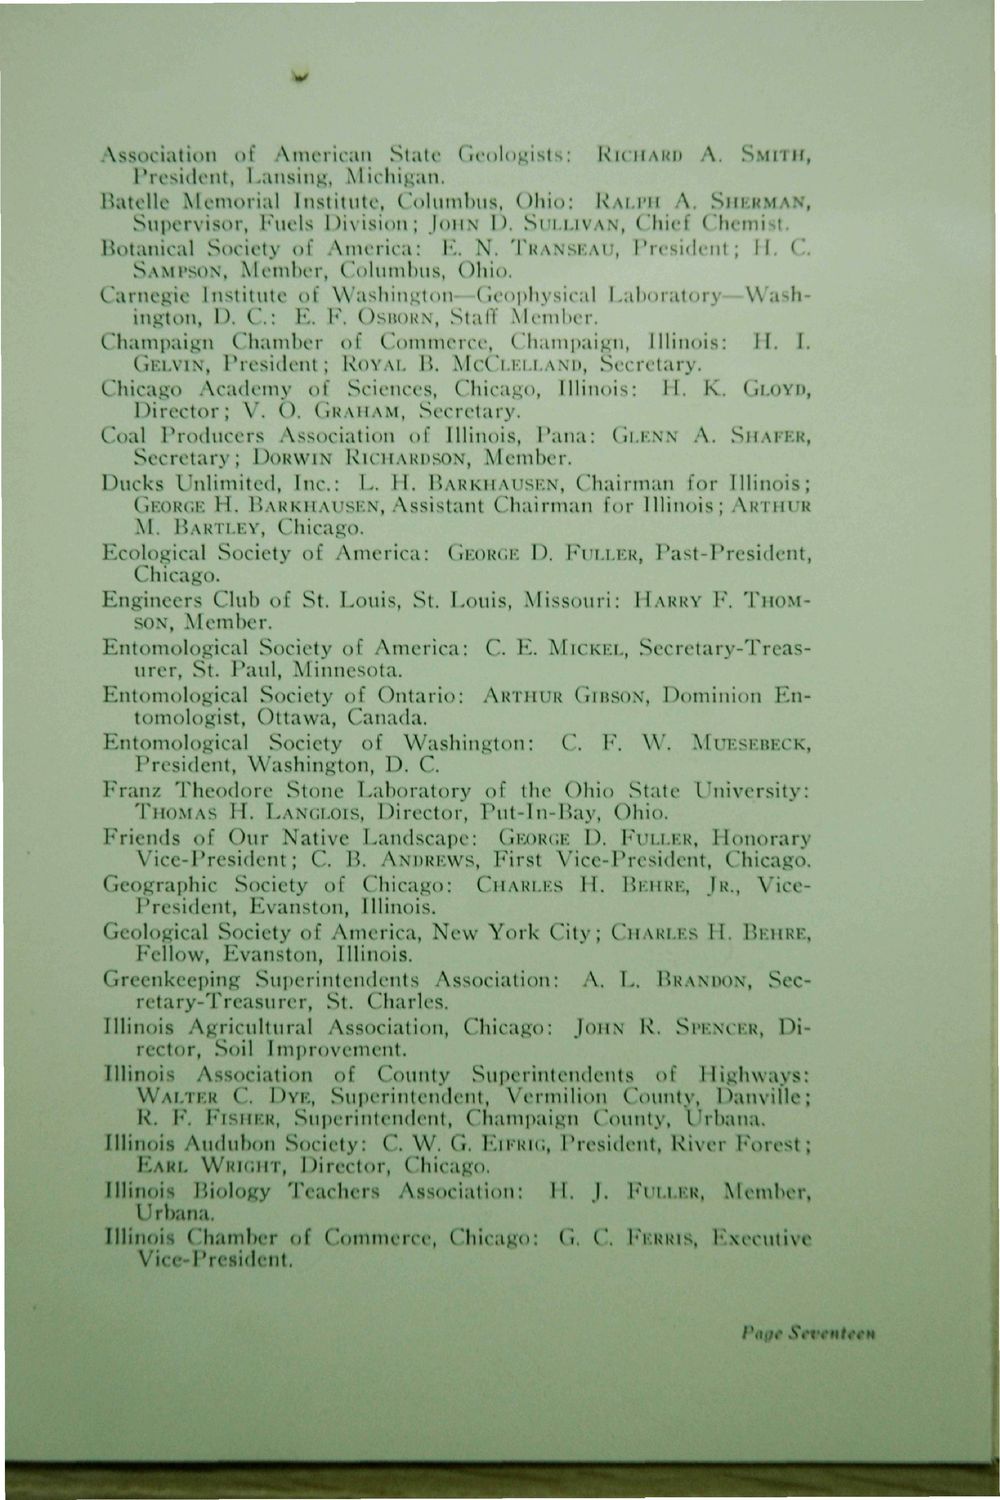 Association of American State Geologists: RICHARD A. SMITH,
President, Lansing, Michigan.
Batelle Memorial Institute, Columbus, Ohio: RALPH A. SHERMAN,
Supervisor, Fuels Division; JOHN D. SULLIVAN, Chief Chemist.
Botanical Society of America: E. N. TRANSEAU, President; H. C.
SAMPSON, Member, Columbus, Ohio.
Carnegie Institute of Washington—Geophysical Laboratory—Wash-
ington, D. C.: E. F. OSBORN, Staff Member.
Champaign Chamber of Commerce, Champaign, Illinois: H. I.
GELVIN, President; ROYAL B. MCCLELLAND, Secretary.
Chicago Academy of Sciences, Chicago, Illinois: H. K. GLOYD,
Director; V. O. GRAHAM, Secretary.
Coal Producers Association of Illinois, Pana: GLENN A. SHAFER,
Secretary; DORWIN RICHARDSON, Member.
Ducks Unlimited, Inc.: L. H. BARKHAUSEN, Chairman for Illinois;
GEORGE H. BARKHAUSEN, Assistant Chairman for Illinois; ARTHUR
M. BARTLEY, Chicago.
Ecological Society of America: GEORGE D. FULLER, Past-President,
Chicago.
Engineers Club of St. Louis, St. Louis, Missouri: HARRY F. THOM-
SON, Member.
Entomological Society of America: C. E. MICKEL, Secretary-Treas-
urer, St. Paul, Minnesota.
Entomological Society of Ontario: ARTHUR GIBSON, Dominion En-
tomologist, Ottawa, Canada.
Entomological Society of Washington: C. F. W. MUESEBECK,
President, Washington, D. C.
Franz Theodore Stone Laboratory of the Ohio State University:
THOMAS H. LANGLOIS, Director, Put-In-Bay, Ohio.
Friends of Our Native Landscape: GEORGE D. FULLER, Honorary
Vice-President; C. B. ANDREWS, First Vice-President, Chicago.
Geographic Society of Chicago: CHARLES H. BEHRE, JR., Vice-
President, Evanston, Illinois.
Geological Society of America, New York City; CHARLES H. BEHRE,
Fellow, Evanston, Illinois.
Greenkeeping Superintendents Association: A. L. BRANDON, Sec-
retary-Treasurer, St. Charles.
Illinois Agricultural Association, Chicago: JOHN R. SPENCER, Di-
rector, Soil Improvement.
Illinois Association of County Superintendents of Highways:
WALTER C. DYE, Superintendent, Vermilion County, Danville;
R. F. FISHER, Superintendent, Champaign County, Urbana.
Illinois Audubon Society: C. W. G. EIFRIG, President, River Forest;
EARL WRIGHT, Director, Chicago.
Illinois Biology Teachers Association: H. J. FULLER, Member,
Urbana.
Illinois Chamber of Commerce, Chicago: G. C. FERRIS, Executive
Vice-President.
Page Seventeen